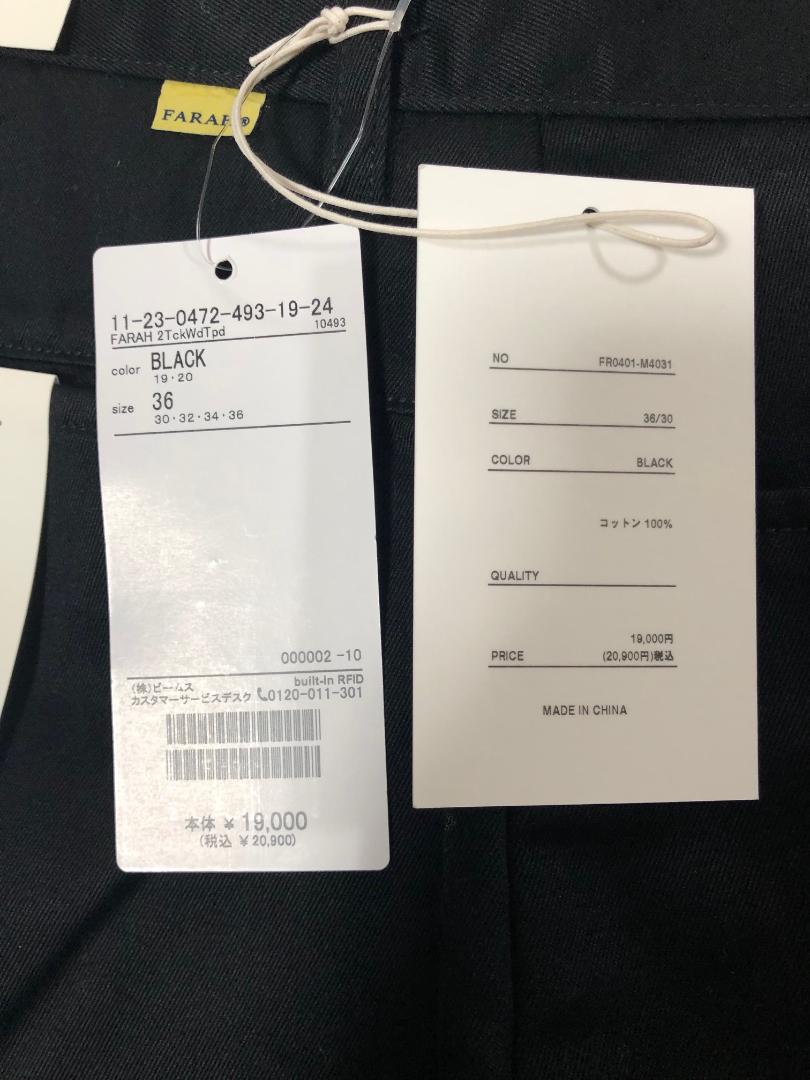 FARAH®
11-23-0472-493-19-24
FARAH 2TckWdTpd 10493
color BLACK
19・20
size 36
30・32・34・36
000002 -10
built-in RFID
(株)ビームス
カスタマーサービスデスク 0120-011-301
本体 ¥ 19,000
(税込 ¥20,900)
NO FR0401-M4031
SIZE 36/30
COLOR BLACK
コットン 100%
QUALITY
19,000円
PRICE (20,900円)税込
MADE IN CHINA